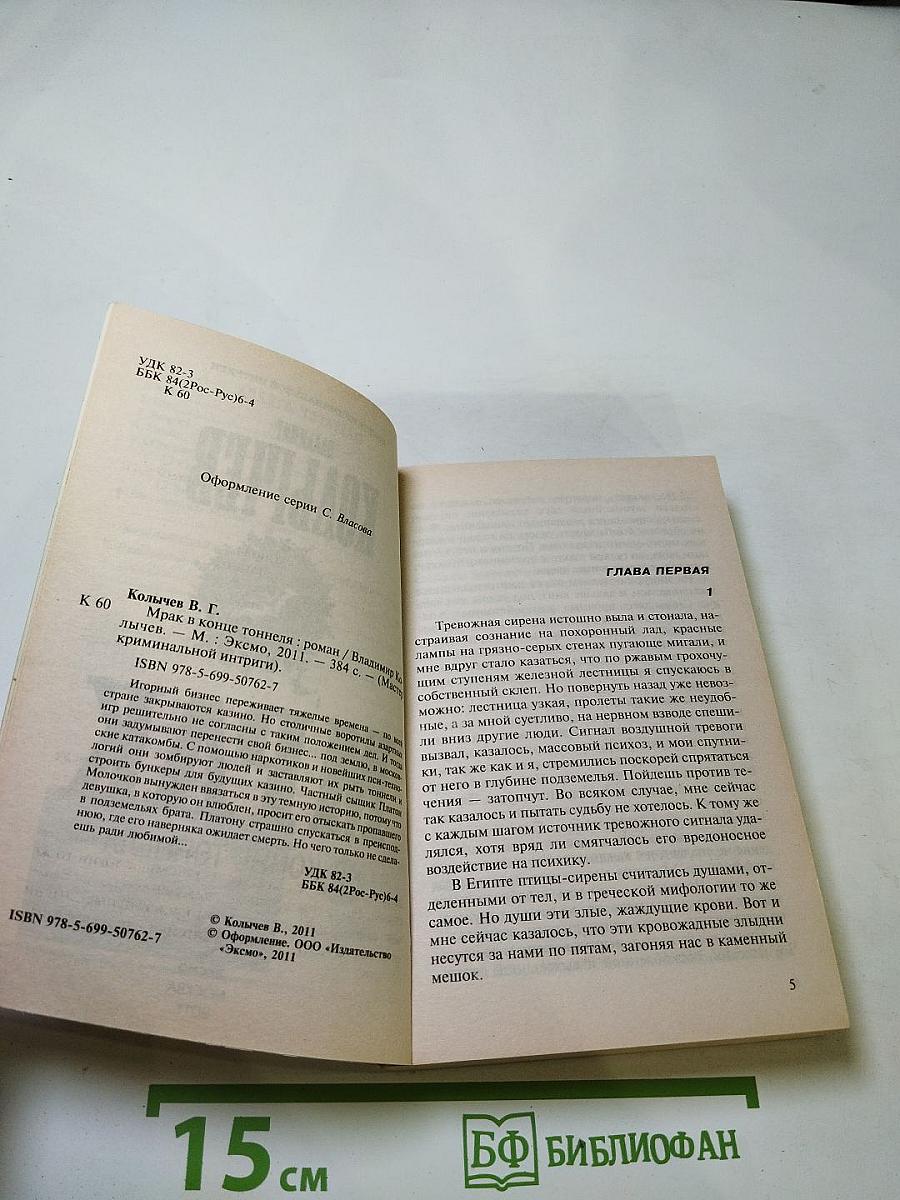 УДК 82-3
ББК 84(2Рос-Рус)6-4
К 60
Оформление серии С. Власова
Колычев В. Г.
К 60 Мрак в конце тоннеля : роман / Владимир Ко-
лычев. — М. : Эксмо, 2011. — 384 с. — (Мастер
криминальной интриги).
ISBN 978-5-699-50762-7
Игорный бизнес переживает тяжелые времена — по всей
стране закрываются казино. Но столичные воротилы азартных
игр решительно не согласны с таким положением дел. И тогда
они задумывают перенести свой бизнес... под землю, в москов-
ские катакомбы. С помощью наркотиков и новейших пси-техно-
логий они зомбируют людей и заставляют их рыть тоннели и
строить бункеры для будущих казино. Частный сыщик Платон
Молочков вынужден ввязаться в эту темную историю, потому что
девушка, в которую он влюблен, просит его отыскать пропавшего
в подземельях брата. Платону страшно спускаться в преиспод-
нюю, где его наверняка ожидает смерть. Но чего только не сдела-
ешь ради любимой...
УДК 82-3
ББК 84(2Рос-Рус)6-4
ISBN 978-5-699-50762-7
© Колычев В., 2011
© Оформление. ООО «Издательство
«Эксмо», 2011
ГЛАВА ПЕРВАЯ
1
Тревожная сирена истошно выла и стонала, на-
страивая сознание на похоронный лад, красные
лампы на грязно-серых стенах пугающе мигали, и
мне вдруг стало казаться, что по ржавым грохочу-
щим ступеням железной лестницы я спускаюсь в
собственный склеп. Но повернуть назад уже невоз-
можно: лестница узкая, пролеты такие же неудоб-
ные, а за мной суетливо, на нервном взводе спеши-
ли вниз другие люди. Сигнал воздушной тревоги
вызвал, казалось, массовый психоз, и мои спутни-
ки, так же как и я, стремились поскорей спрятаться
от него в глубине подземелья. Пойдешь против те-
чения — затопчут. Во всяком случае, мне сейчас
так казалось и пытать судьбу не хотелось. К тому же
с каждым шагом источник тревожного сигнала уда-
лялся, хотя вряд ли смягчалось его вредоносное
воздействие на психику.
В Египте птицы-сирены считались душами, от-
деленными от тел, и в греческой мифологии то же
самое. Но души эти злые, жаждущие крови. Вот и
мне сейчас казалось, что эти кровожадные злыдни
несутся за нами по пятам, загоняя нас в каменный
мешок.
5
15 см
БФ БИБЛИОФАН